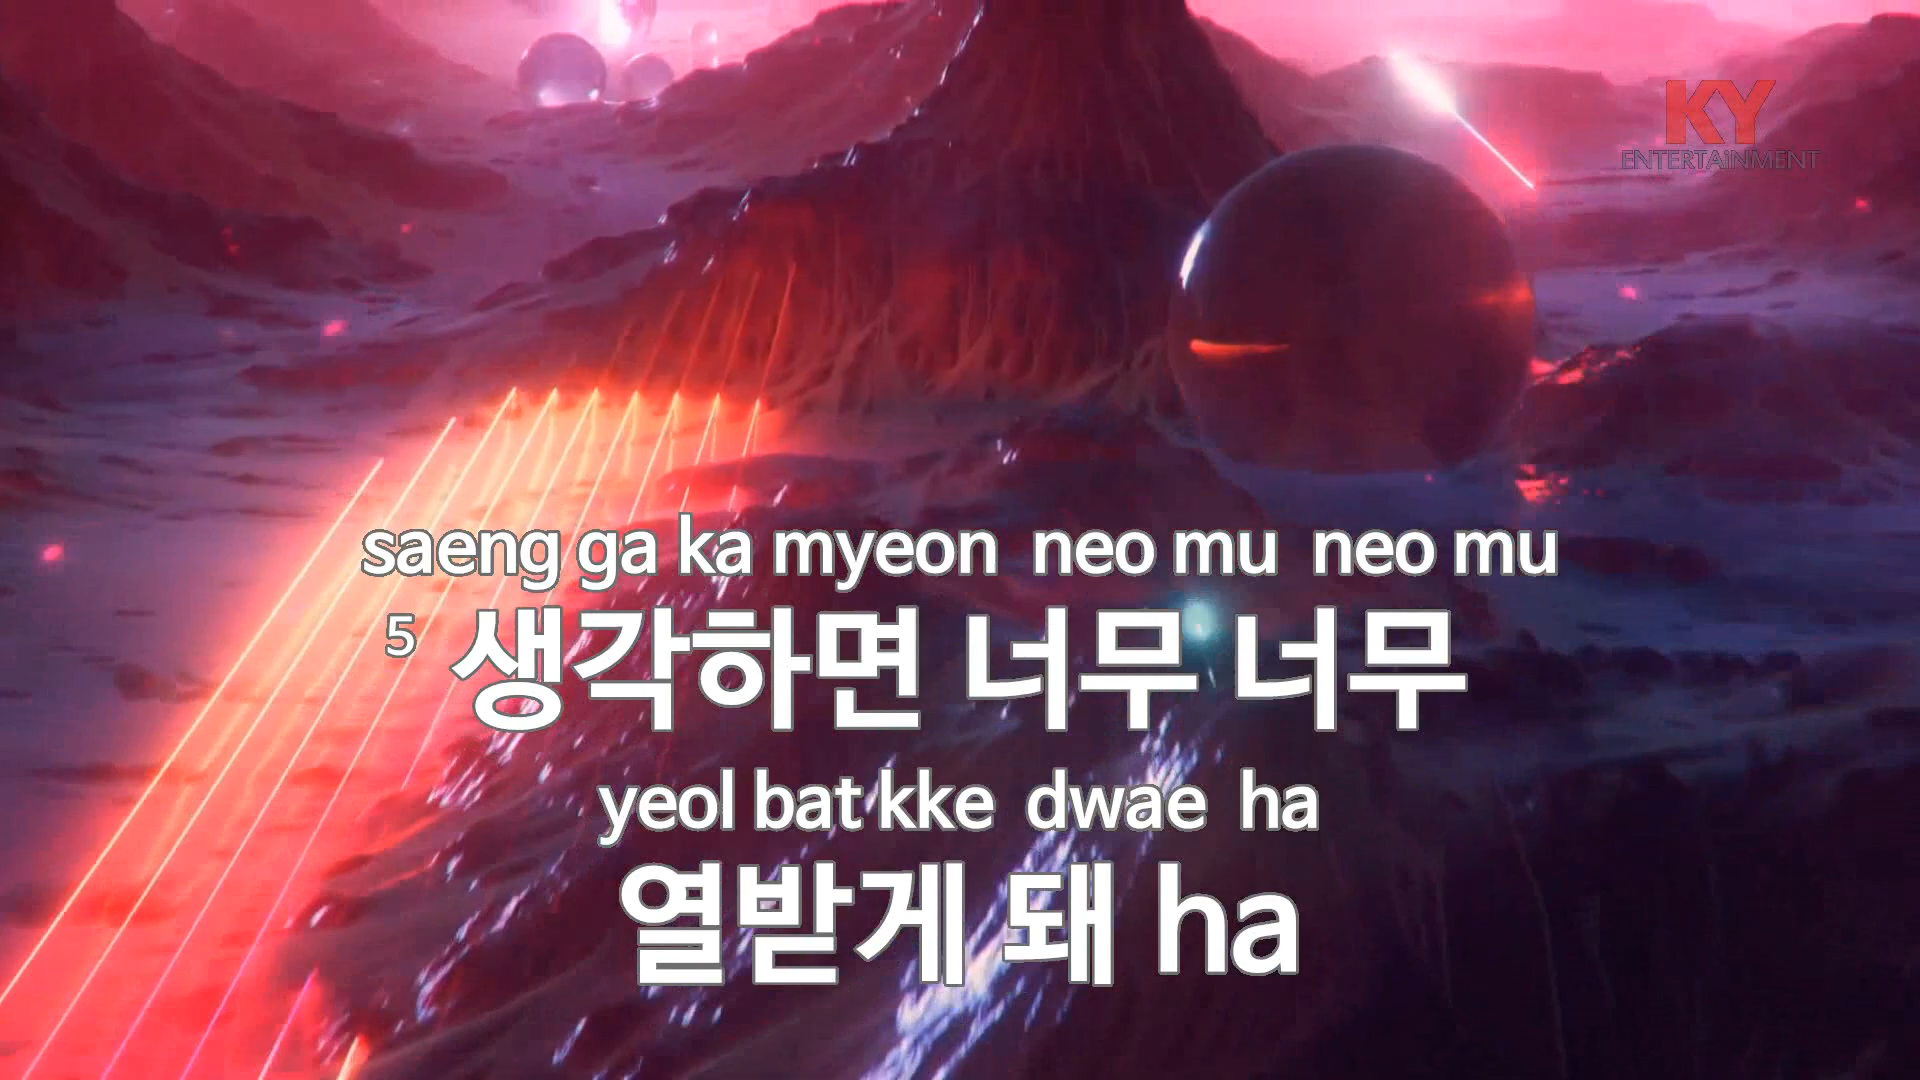 KY
ENTERTAINMENT
saeng ga ka myeon neo mu neo mu
5 생각하면 너무 너무
yeol bat kke dwae ha
열받게 돼 ha